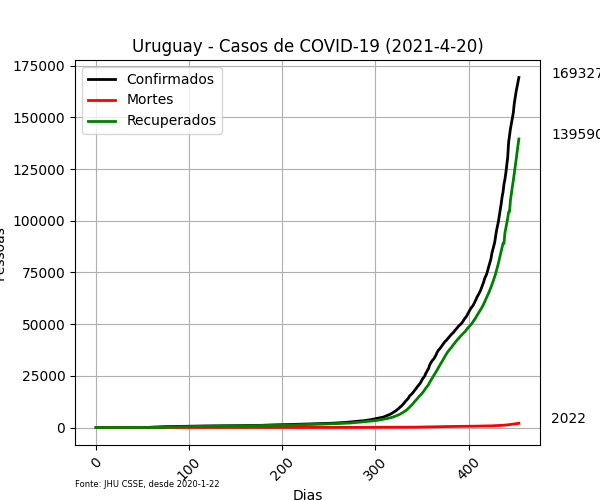 Uruguay - Casos de COVID-19 (2021-4-20)
175000
150000
125000
100000
75000
50000
25000
0
Confirmados
Mortes
Recuperados
169327
139590
2022
0
100
200
300
400
Fonte: JHU CSSE, desde 2020-1-22
Dias